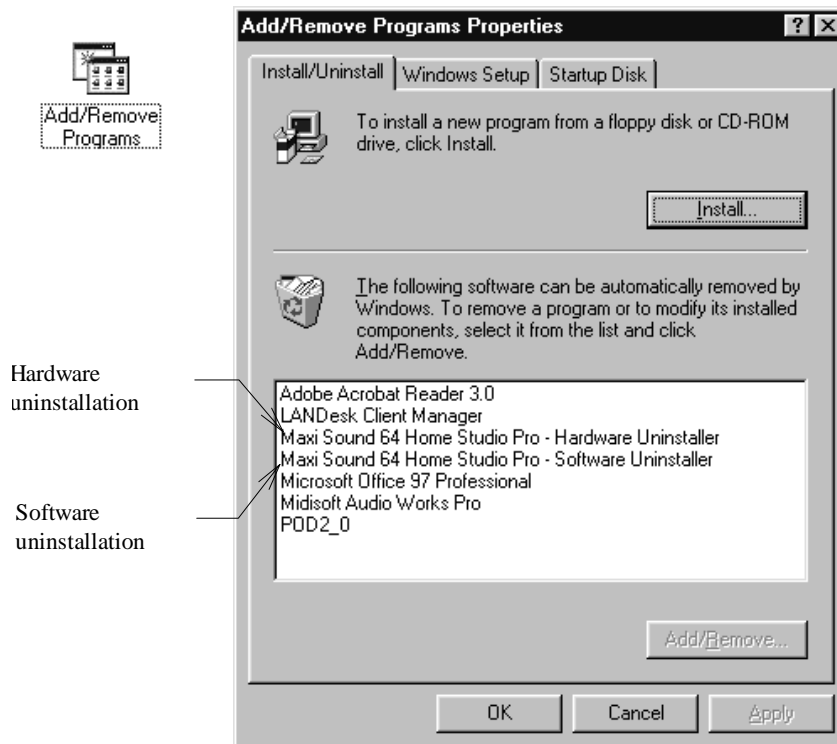 Add/Remove Programs Properties
Add/Remove
Programs
Install/Uninstall
Windows Setup
Startup Disk
To install a new program from a floppy disk or CD-ROM
drive, click Install.
Install...
The following software can be automatically removed by
Windows. To remove a program or to modify its installed
components, select it from the list and click
Add/Remove.
Hardware
uninstallation
Adobe Acrobat Reader 3.0
LANDesk Client Manager
Maxi Sound 64 Home Studio Pro - Hardware Uninstaller
Maxi Sound 64 Home Studio Pro - Software Uninstaller
Microsoft Office 97 Professional
Midisoft Audio Works Pro
POD2_0
Software
uninstallation
Add/Remove...
OK
Cancel
Apply